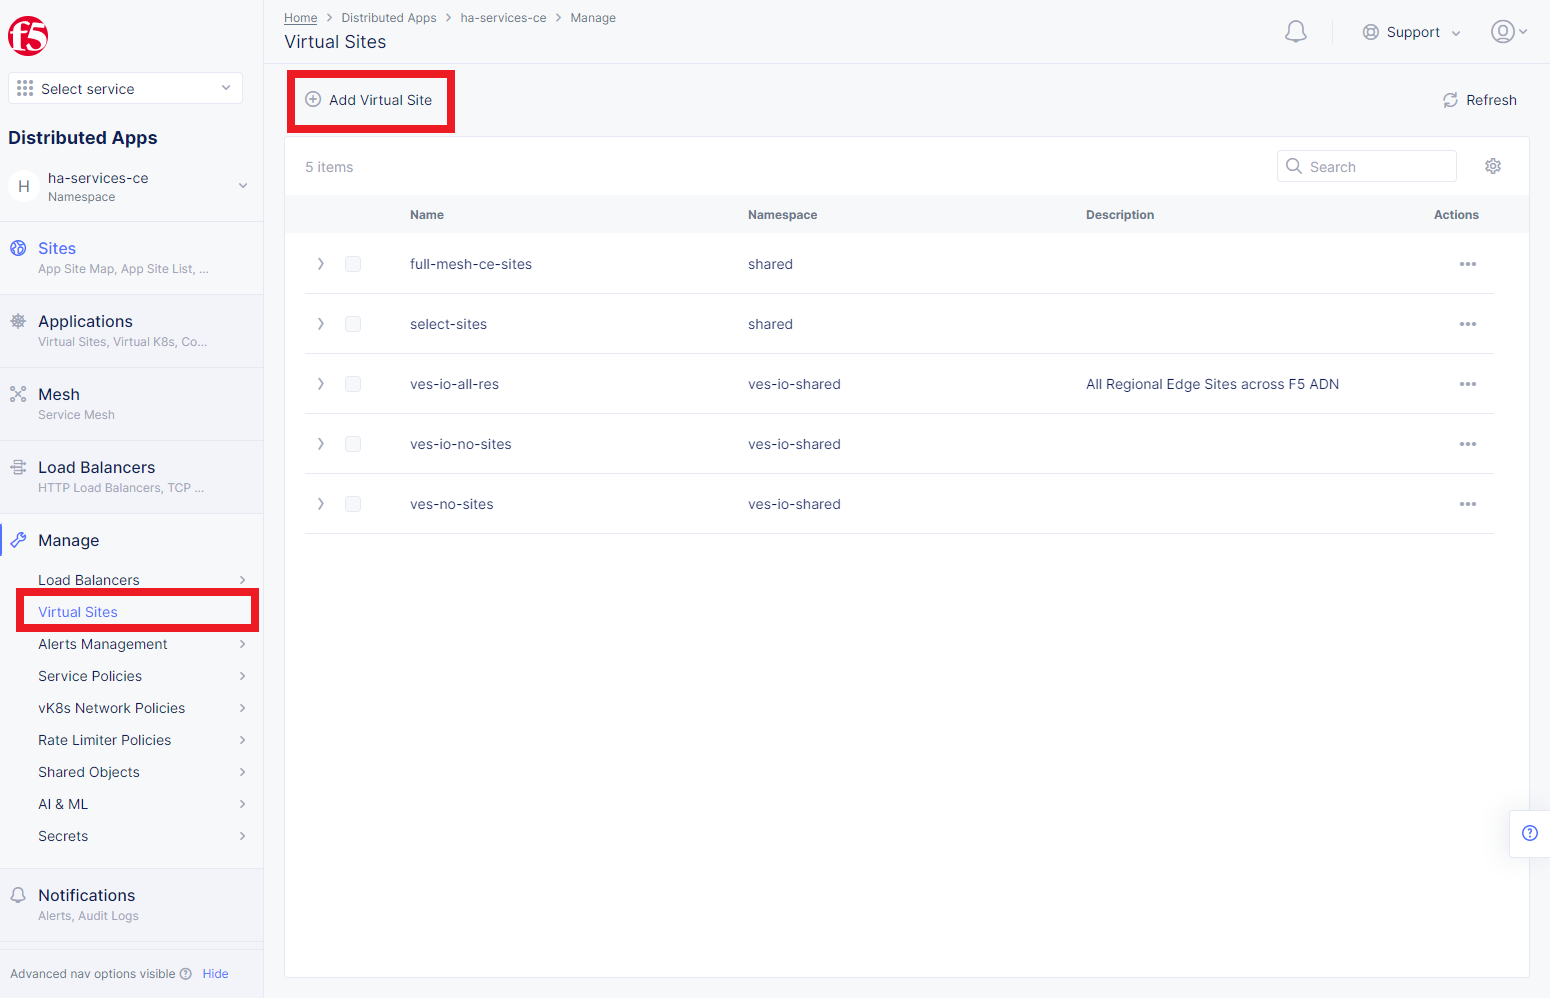 f5
Select service
Distributed Apps
H
ha-services-ce
Namespace
Sites
App Site Map, App Site List, ...
Applications
Virtual Sites, Virtual K8s, Co...
Mesh
Service Mesh
Load Balancers
HTTP Load Balancers, TCP ...
Manage
Load Balancers
Virtual Sites
Alerts Management
Service Policies
vK8s Network Policies
Rate Limiter Policies
Shared Objects
AI & ML
Secrets
Notifications
Alerts, Audit Logs
Advanced nav options visible ? Hide
Home > Distributed Apps > ha-services-ce > Manage
Virtual Sites
Support
Add Virtual Site
Refresh
5 items
Search
Name Namespace Description Actions
full-mesh-ce-sites shared
select-sites shared
ves-io-all-res ves-io-shared All Regional Edge Sites across F5 ADN
ves-io-no-sites ves-io-shared
ves-no-sites ves-io-shared
?